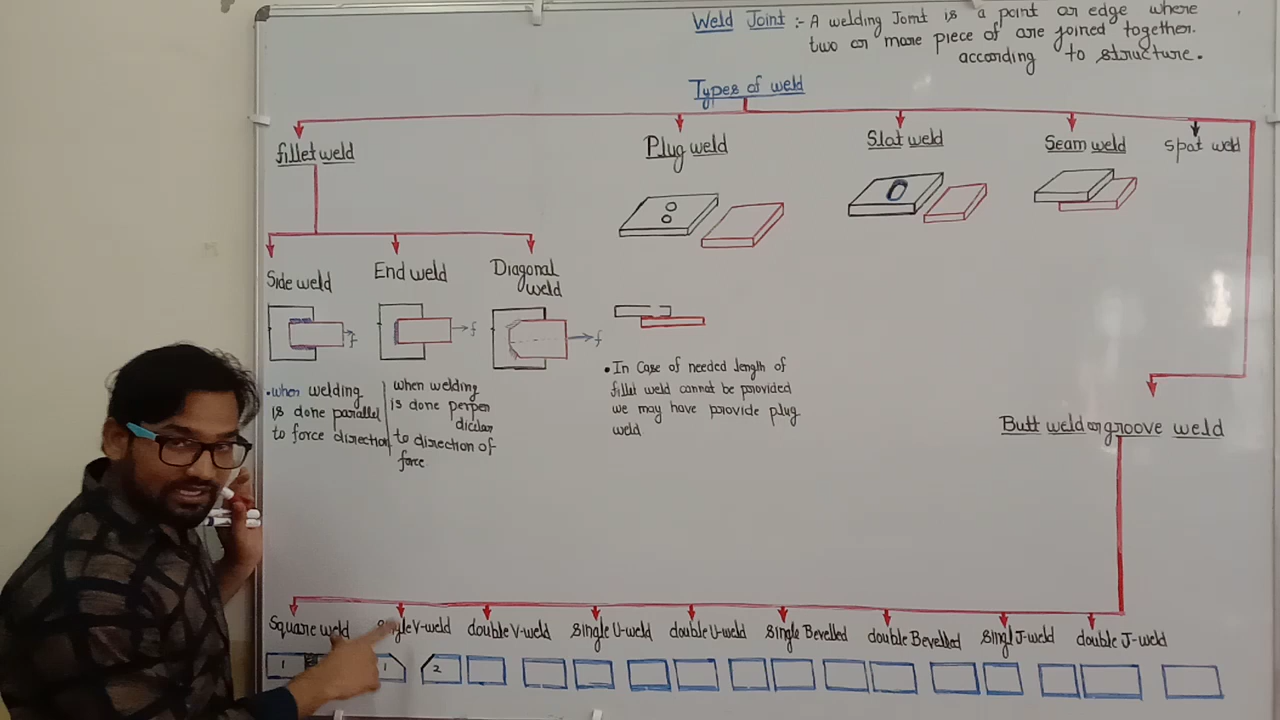 Weld Joint :- A welding Joint is a point or edge where
two or more piece of are joined together.
according to structure.
Types of weld
fillet weld
Plug weld
Slot weld
Seam weld
spot weld
Side weld
End weld
Diagonal
weld
f
f
f
• when welding
is done parallel
to force direction
when welding
is done perpen
dicular
to direction of
force
• In Case of needed length of
fillet weld cannot be porovided
we may have porovide plug
weld
Butt weld or groove weld
Square weld
Single V-weld
double V-weld
single U-weld
double U-weld
single Bevelled
double Bevelled
singl J-weld
double J-weld
1
1
2